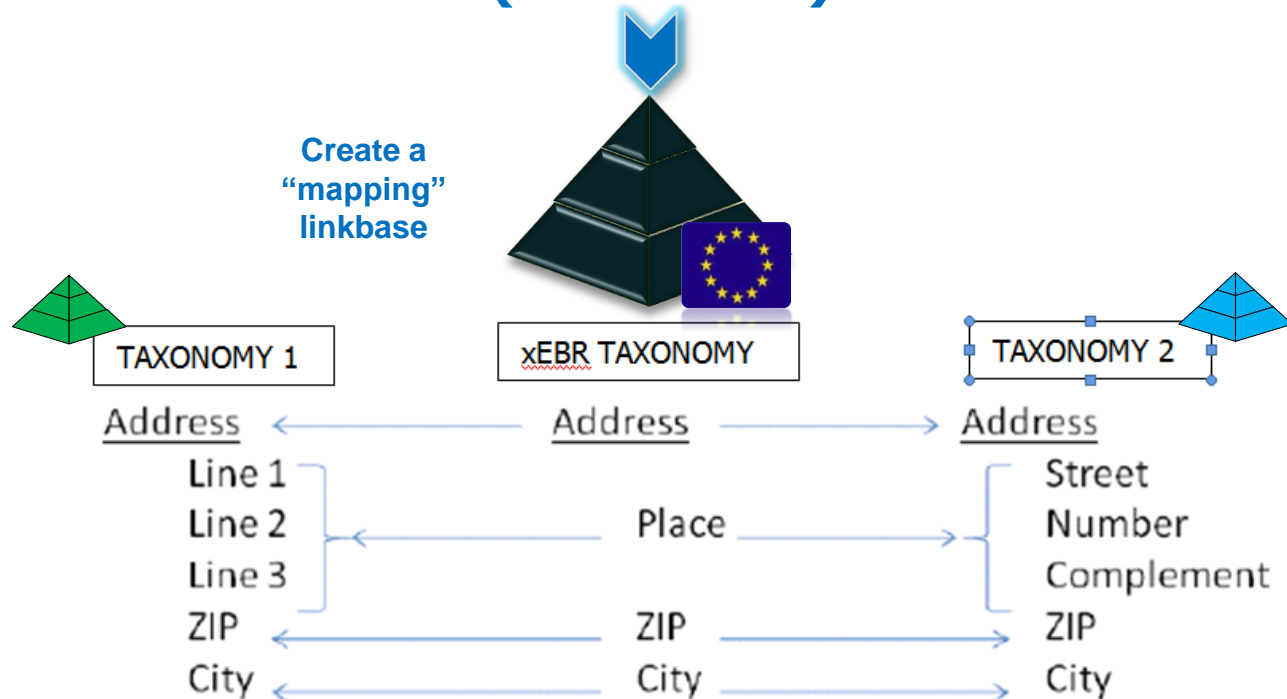 Create a
“mapping”
linkbase
TAXONOMY 1
xEBR TAXONOMY
TAXONOMY 2
Address Address Address
Line 1 Street
Line 2 Place Number
Line 3 Complement
ZIP ZIP ZIP
City City City